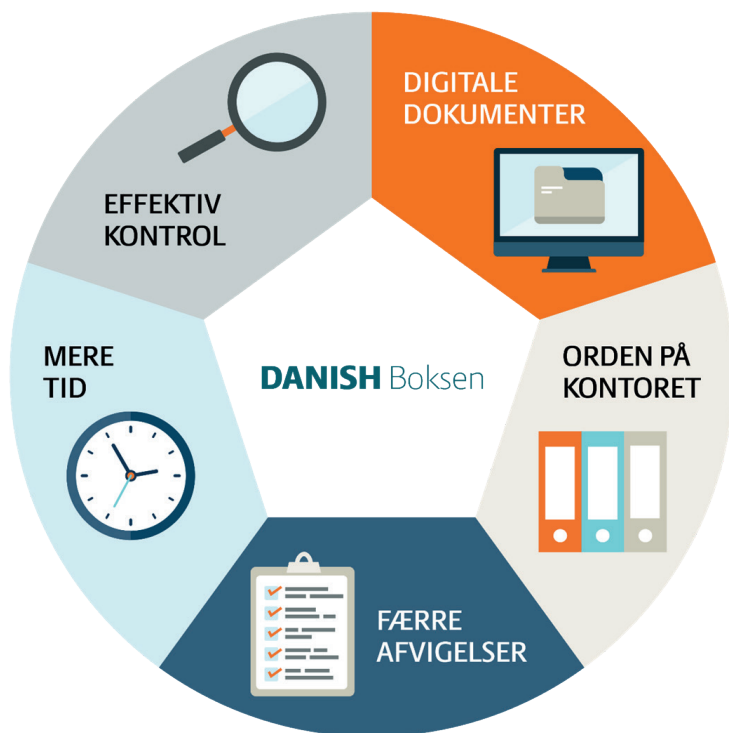 DIGITALE
DOKUMENTER
EFFEKTIV
KONTROL
MERE
TID
DANISH Boksen
ORDEN PÅ
KONTORET
FÆRRE
AFVIGELSER